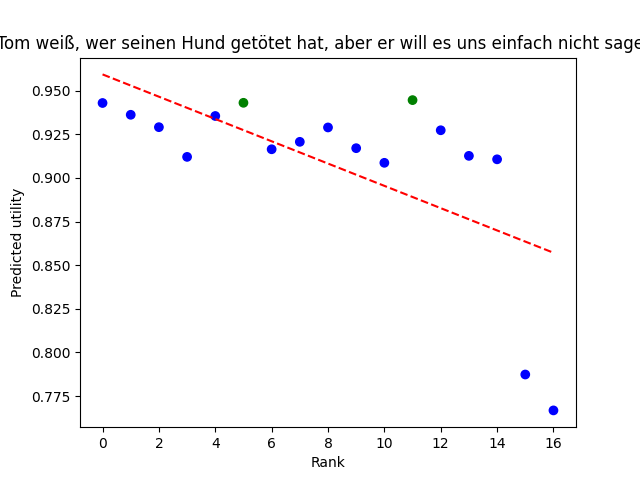 Tom weiß, wer seinen Hund getötet hat, aber er will es uns einfach nicht sage
Predicted utility
0.950
0.925
0.900
0.875
0.850
0.825
0.800
0.775
0 2 4 6 8 10 12 14 16
Rank